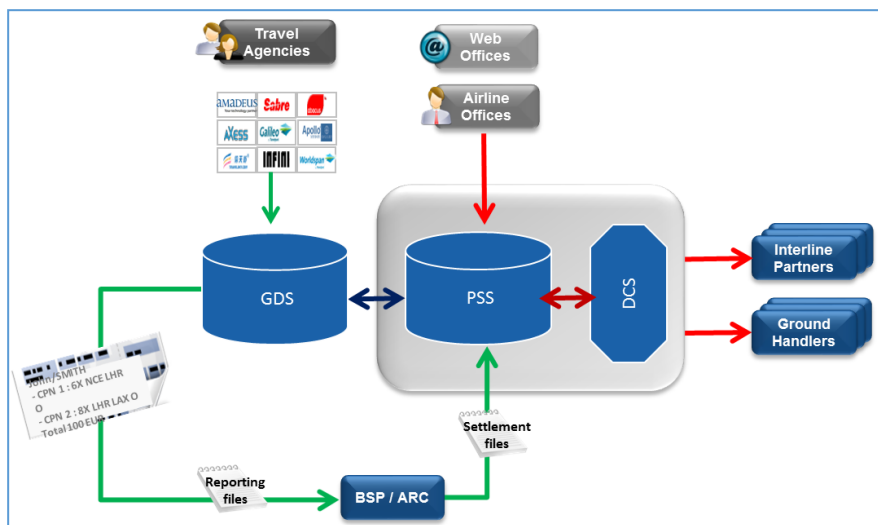 Travel
Agencies
@
Web
Offices
Airline
Offices
AMADEUS
Sabre
abacus
AXESS
Galileo
Apollo
INFINI
Worldspan
GDS
PSS
DCS
Interline
Partners
Ground
Handlers
John/SMITH
- CPN 1 : 6X NCE LHR
O
- CPN 2 : 8X LHR LAX O
Total 100 EUR
Settlement
files
Reporting
files
BSP / ARC